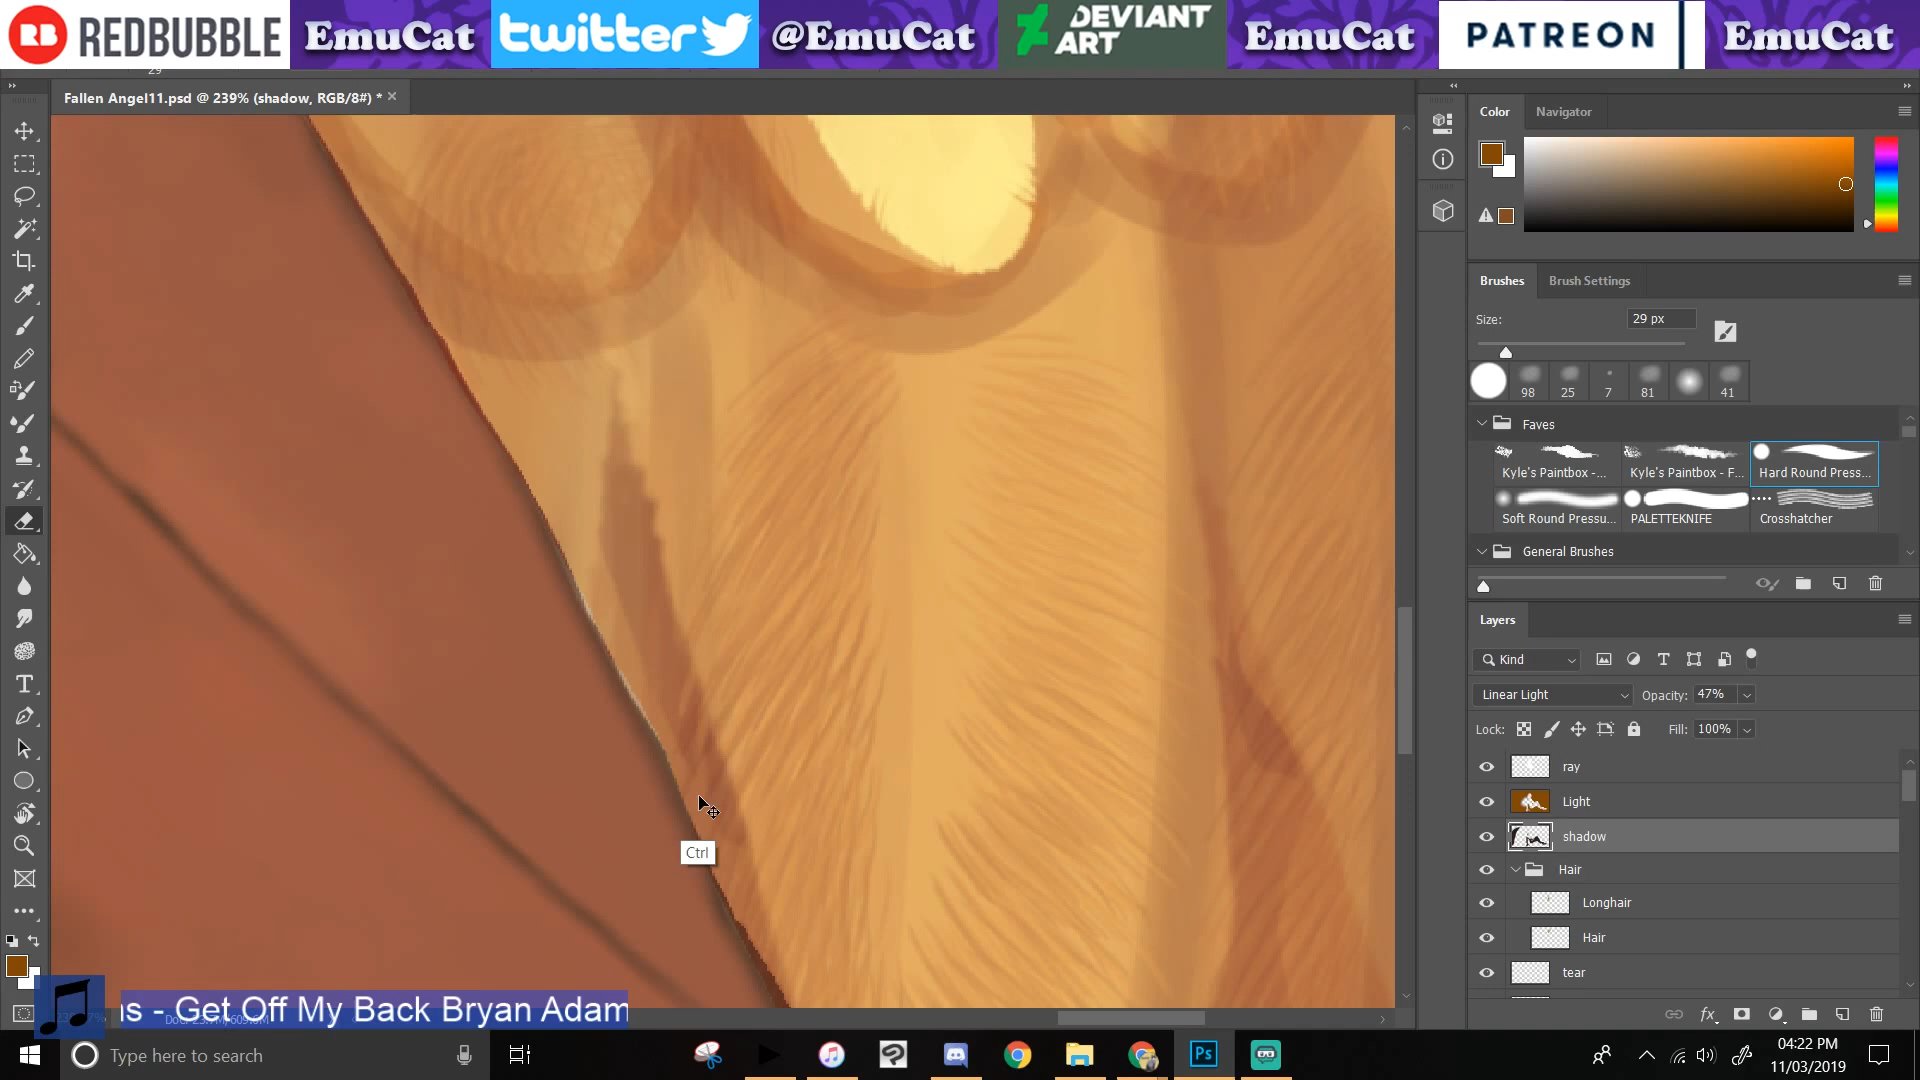 RB REDBUBBLE EmuCat twitter @EmuCat DEVIANT ART EmuCat PATREON EmuCat
29
Fallen Angel11.psd @ 239% (shadow, RGB/8#) *
Color Navigator
Brushes Brush Settings
Size: 29 px
98 25 7 81 41
Faves
Kyle's Paintbox -... Kyle's Paintbox - F... Hard Round Press...
Soft Round Pressu... PALETTEKNIFE Crosshatcher
General Brushes
Layers
Kind
Linear Light Opacity: 47%
Lock: Fill: 100%
ray
Light
shadow
Hair
Longhair
Hair
tear
Ctrl
ns - Get Off My Back Bryan Adam
Type here to search
Ps
04:22 PM
11/03/2019